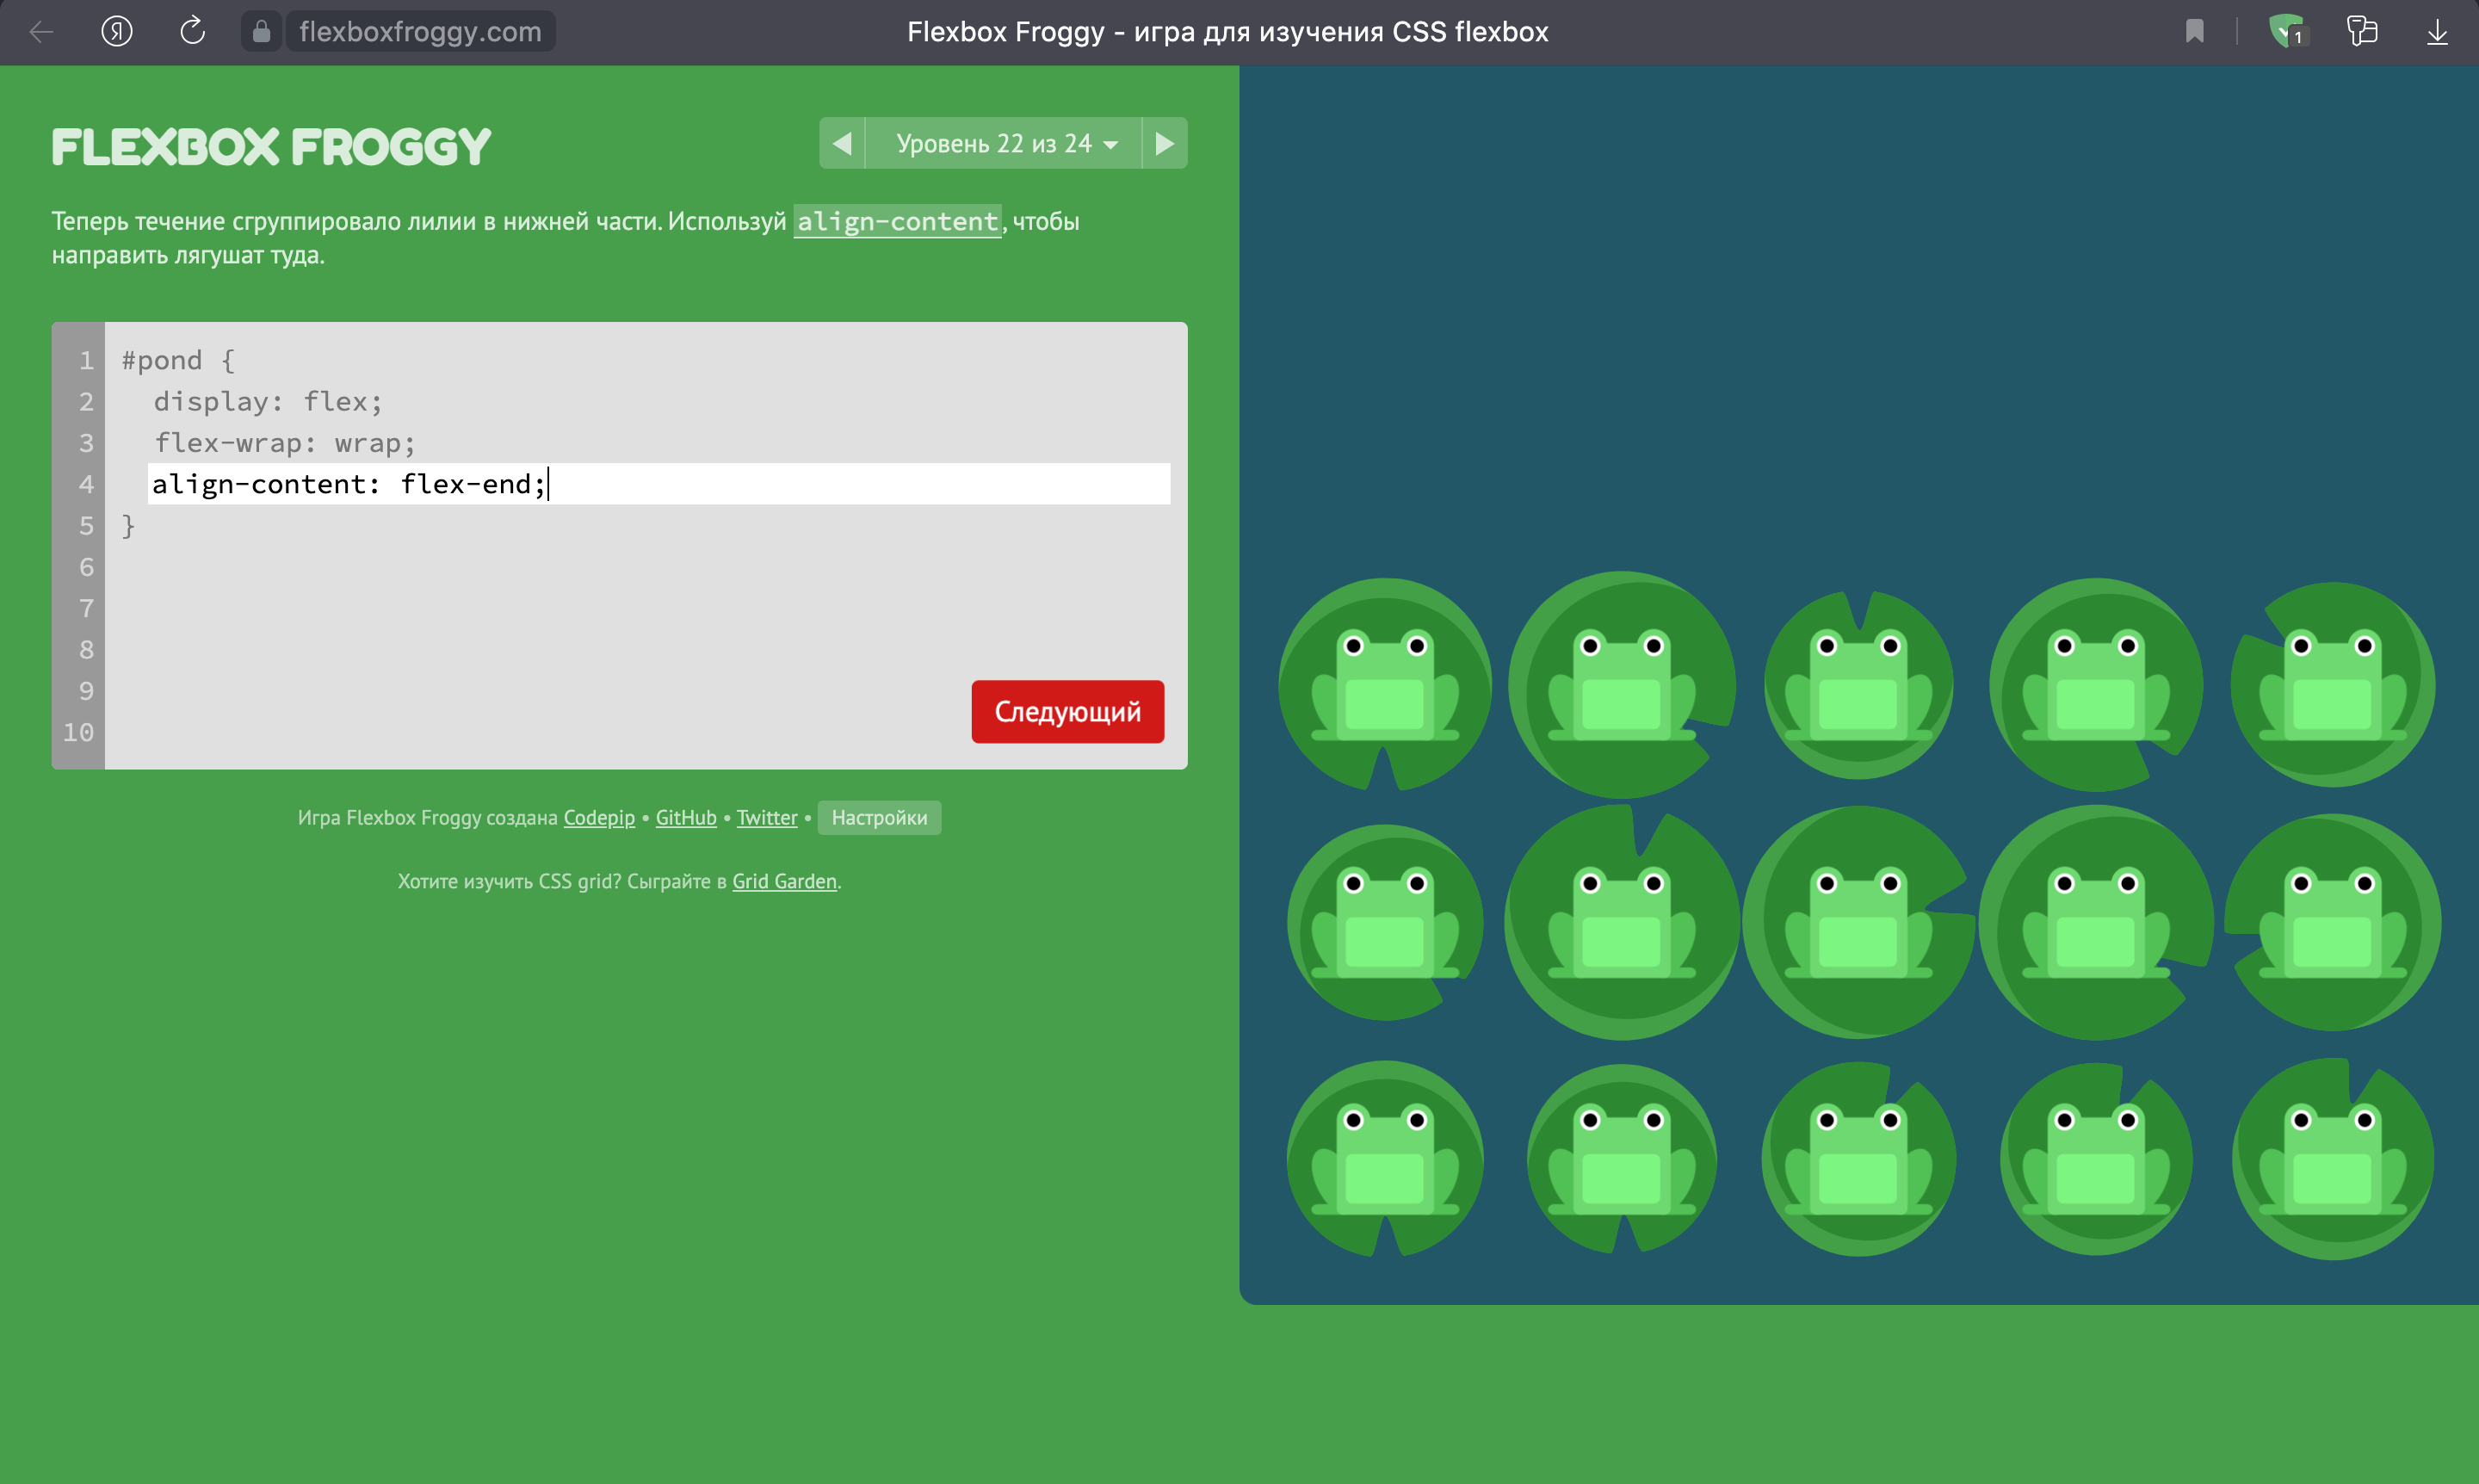 flexboxfroggy.com
Flexbox Froggy - игра для изучения CSS flexbox
1
FLEXBOX FROGGY
Уровень 22 из 24
Теперь течение сгруппировало лилии в нижней части. Используй align-content, чтобы
направить лягушат туда.
1 #pond {
2 display: flex;
3 flex-wrap: wrap;
4 align-content: flex-end;
5 }
6
7
8
9
10
Следующий
Игра Flexbox Froggy создана Codepip • GitHub • Twitter • Настройки
Хотите изучить CSS grid? Сыграйте в Grid Garden.